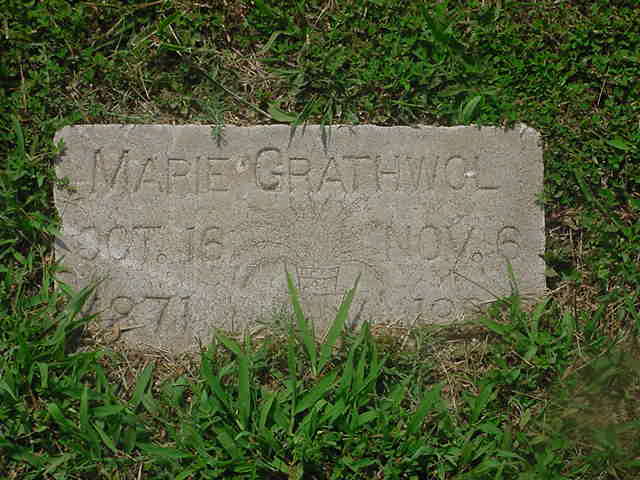 MARIE GRATHWOL
OCT. 16 NOV. 6
1871